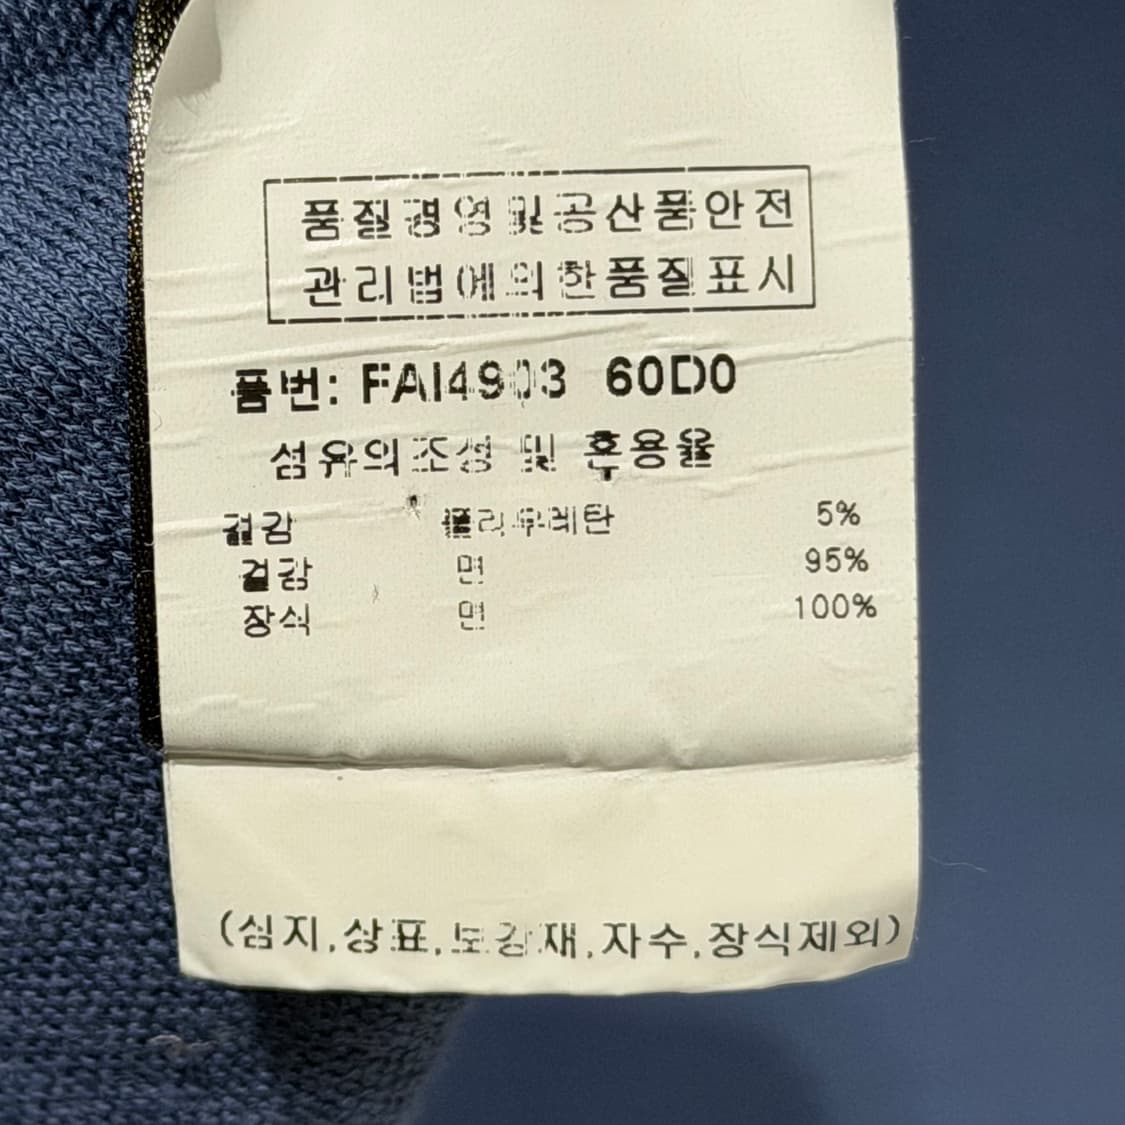 품질경영및공산품안전
관리법에의한품질표시
품번: FAI4903 60D0
섬유의조성 및 혼용율
겉감 폴리우레탄 5%
겉감 면 95%
장식 면 100%
(심지,상표,보강재,자수,장식제외)